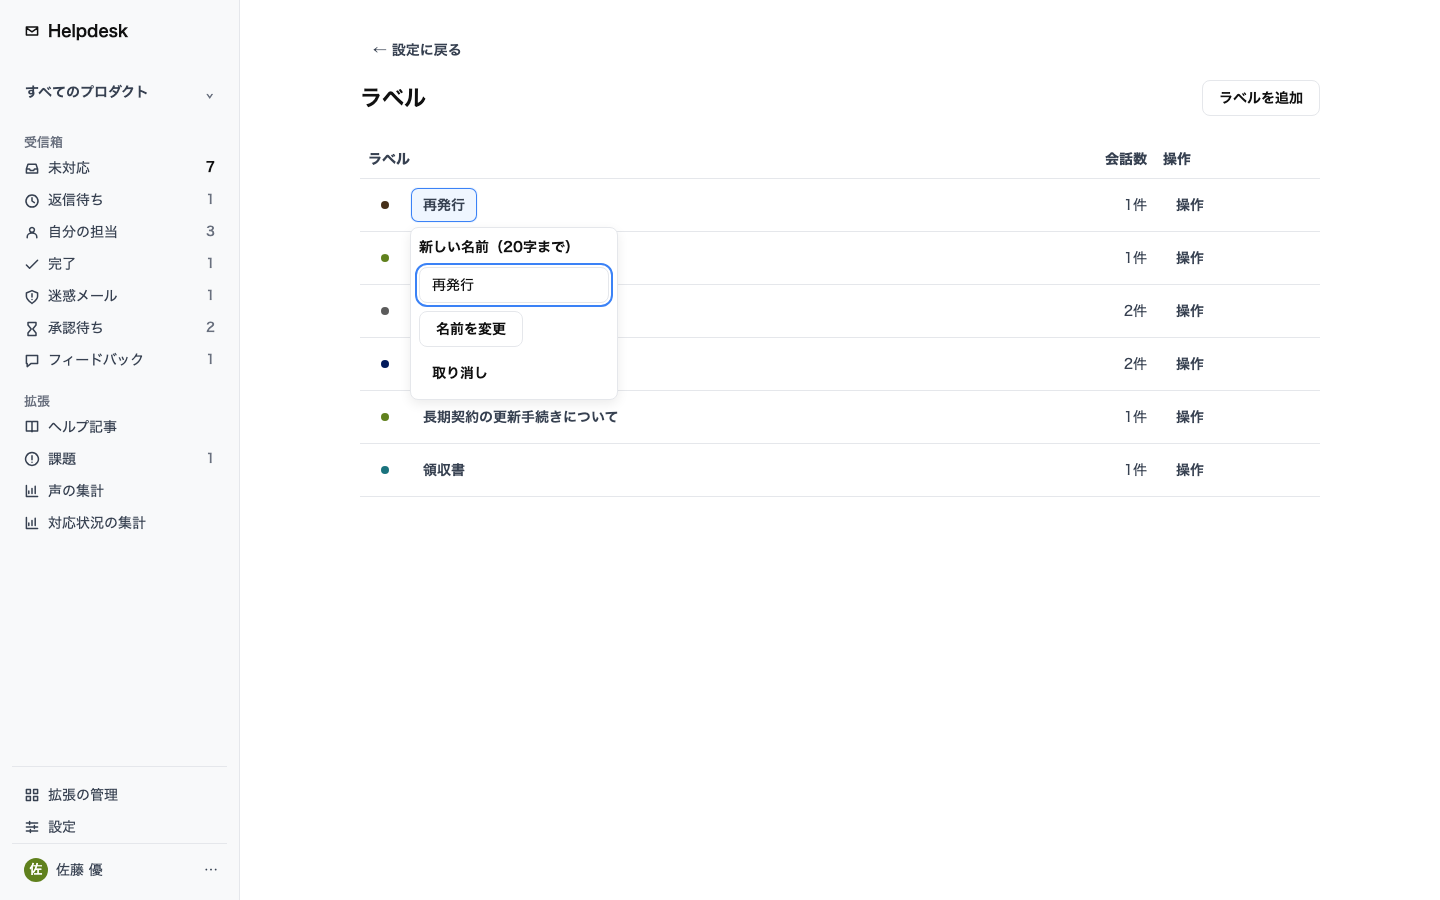 Helpdesk
すべてのプロダクト
受信箱
未対応 7
返信待ち 1
自分の担当 3
完了 1
迷惑メール 1
承認待ち 2
フィードバック 1
拡張
ヘルプ記事
課題 1
声の集計
対応状況の集計
拡張の管理
設定
佐 佐藤 優 …
← 設定に戻る
ラベル
ラベルを追加
ラベル 会話数 操作
再発行 1件 操作
新しい名前（20字まで）
再発行
名前を変更
取り消し
1件 操作
2件 操作
2件 操作
長期契約の更新手続きについて 1件 操作
領収書 1件 操作